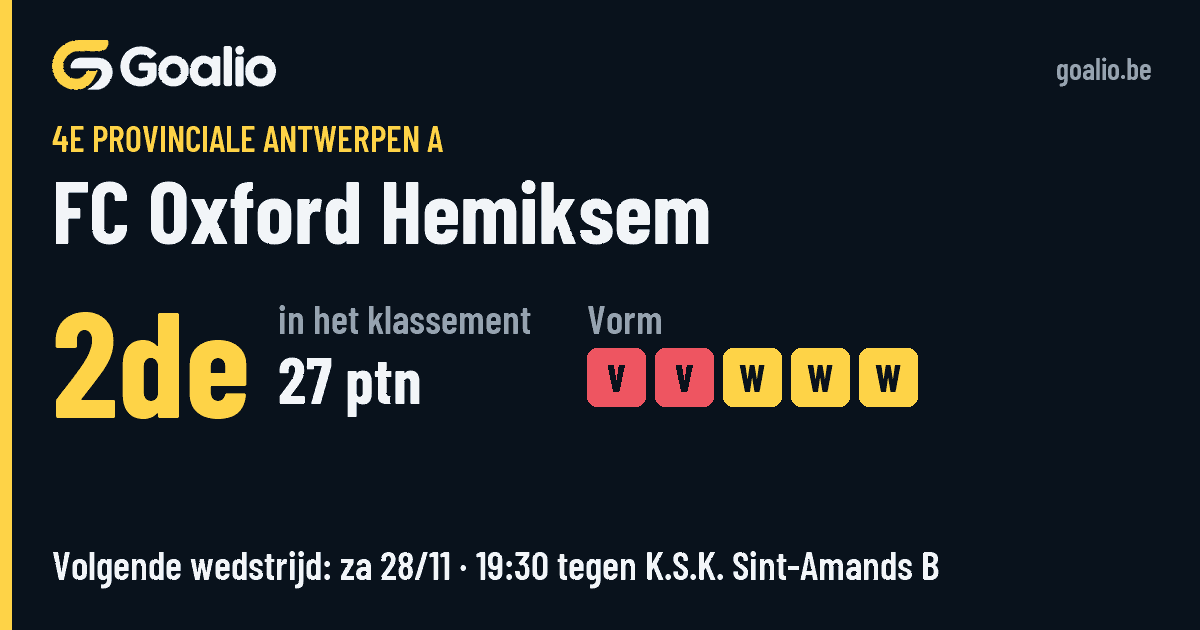 Goalio
goalio.be
4E PROVINCIALE ANTWERPEN A
FC Oxford Hemiksem
2de
in het klassement
27 ptn
Vorm
V V W W W
Volgende wedstrijd: za 28/11 · 19:30 tegen K.S.K. Sint-Amands B